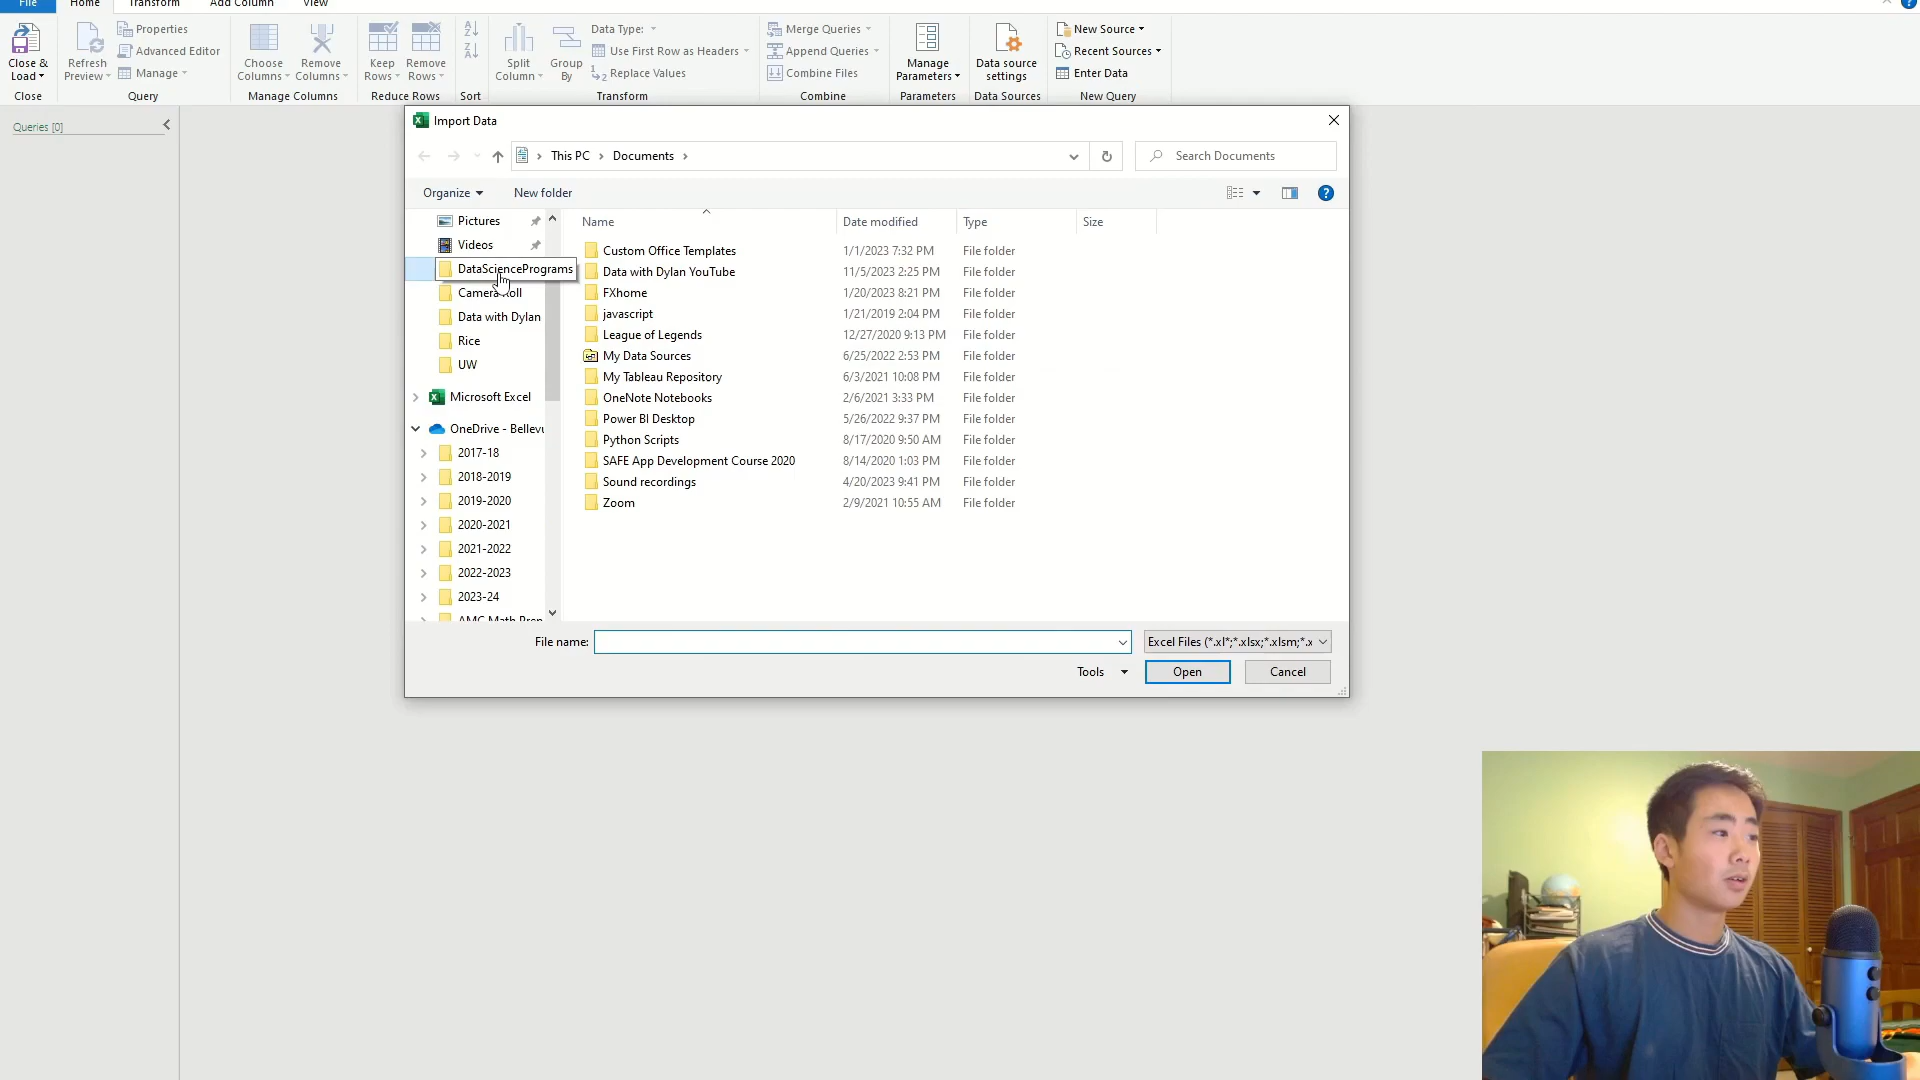 File Home Transform Add Column View
Close & Load
Refresh Preview
Properties
Advanced Editor
Manage
Choose Columns
Remove Columns
Keep Rows
Remove Rows
Split Column
Group By
Data Type:
Use First Row as Headers
Replace Values
Merge Queries
Append Queries
Combine Files
Manage Parameters
Data source settings
New Source
Recent Sources
Enter Data
Close Query Manage Columns Reduce Rows Sort Transform Combine Parameters Data Sources New Query
Queries [0]
Import Data
This PC > Documents >
Search Documents
Organize New folder
Pictures
Videos
DataSciencePrograms
Data with Dylan
Rice
UW
Microsoft Excel
OneDrive - Bellevu
2017-18
2018-2019
2019-2020
2020-2021
2021-2022
2022-2023
2023-24
Name Date modified Type Size
Custom Office Templates 1/1/2023 7:32 PM File folder
Data with Dylan YouTube 11/5/2023 2:25 PM File folder
FXhome 1/20/2023 8:21 PM File folder
javascript 1/21/2019 2:04 PM File folder
League of Legends 12/27/2020 9:13 PM File folder
My Data Sources 6/25/2022 2:53 PM File folder
My Tableau Repository 6/3/2021 10:08 PM File folder
OneNote Notebooks 2/6/2021 3:33 PM File folder
Power BI Desktop 5/26/2022 9:37 PM File folder
Python Scripts 8/17/2020 9:50 AM File folder
SAFE App Development Course 2020 8/14/2020 1:03 PM File folder
Sound recordings 4/20/2023 9:41 PM File folder
Zoom 2/9/2021 10:55 AM File folder
File name:
Excel Files (*.xl*;*.xlsx;*.xlsm;*.x
Tools Open Cancel